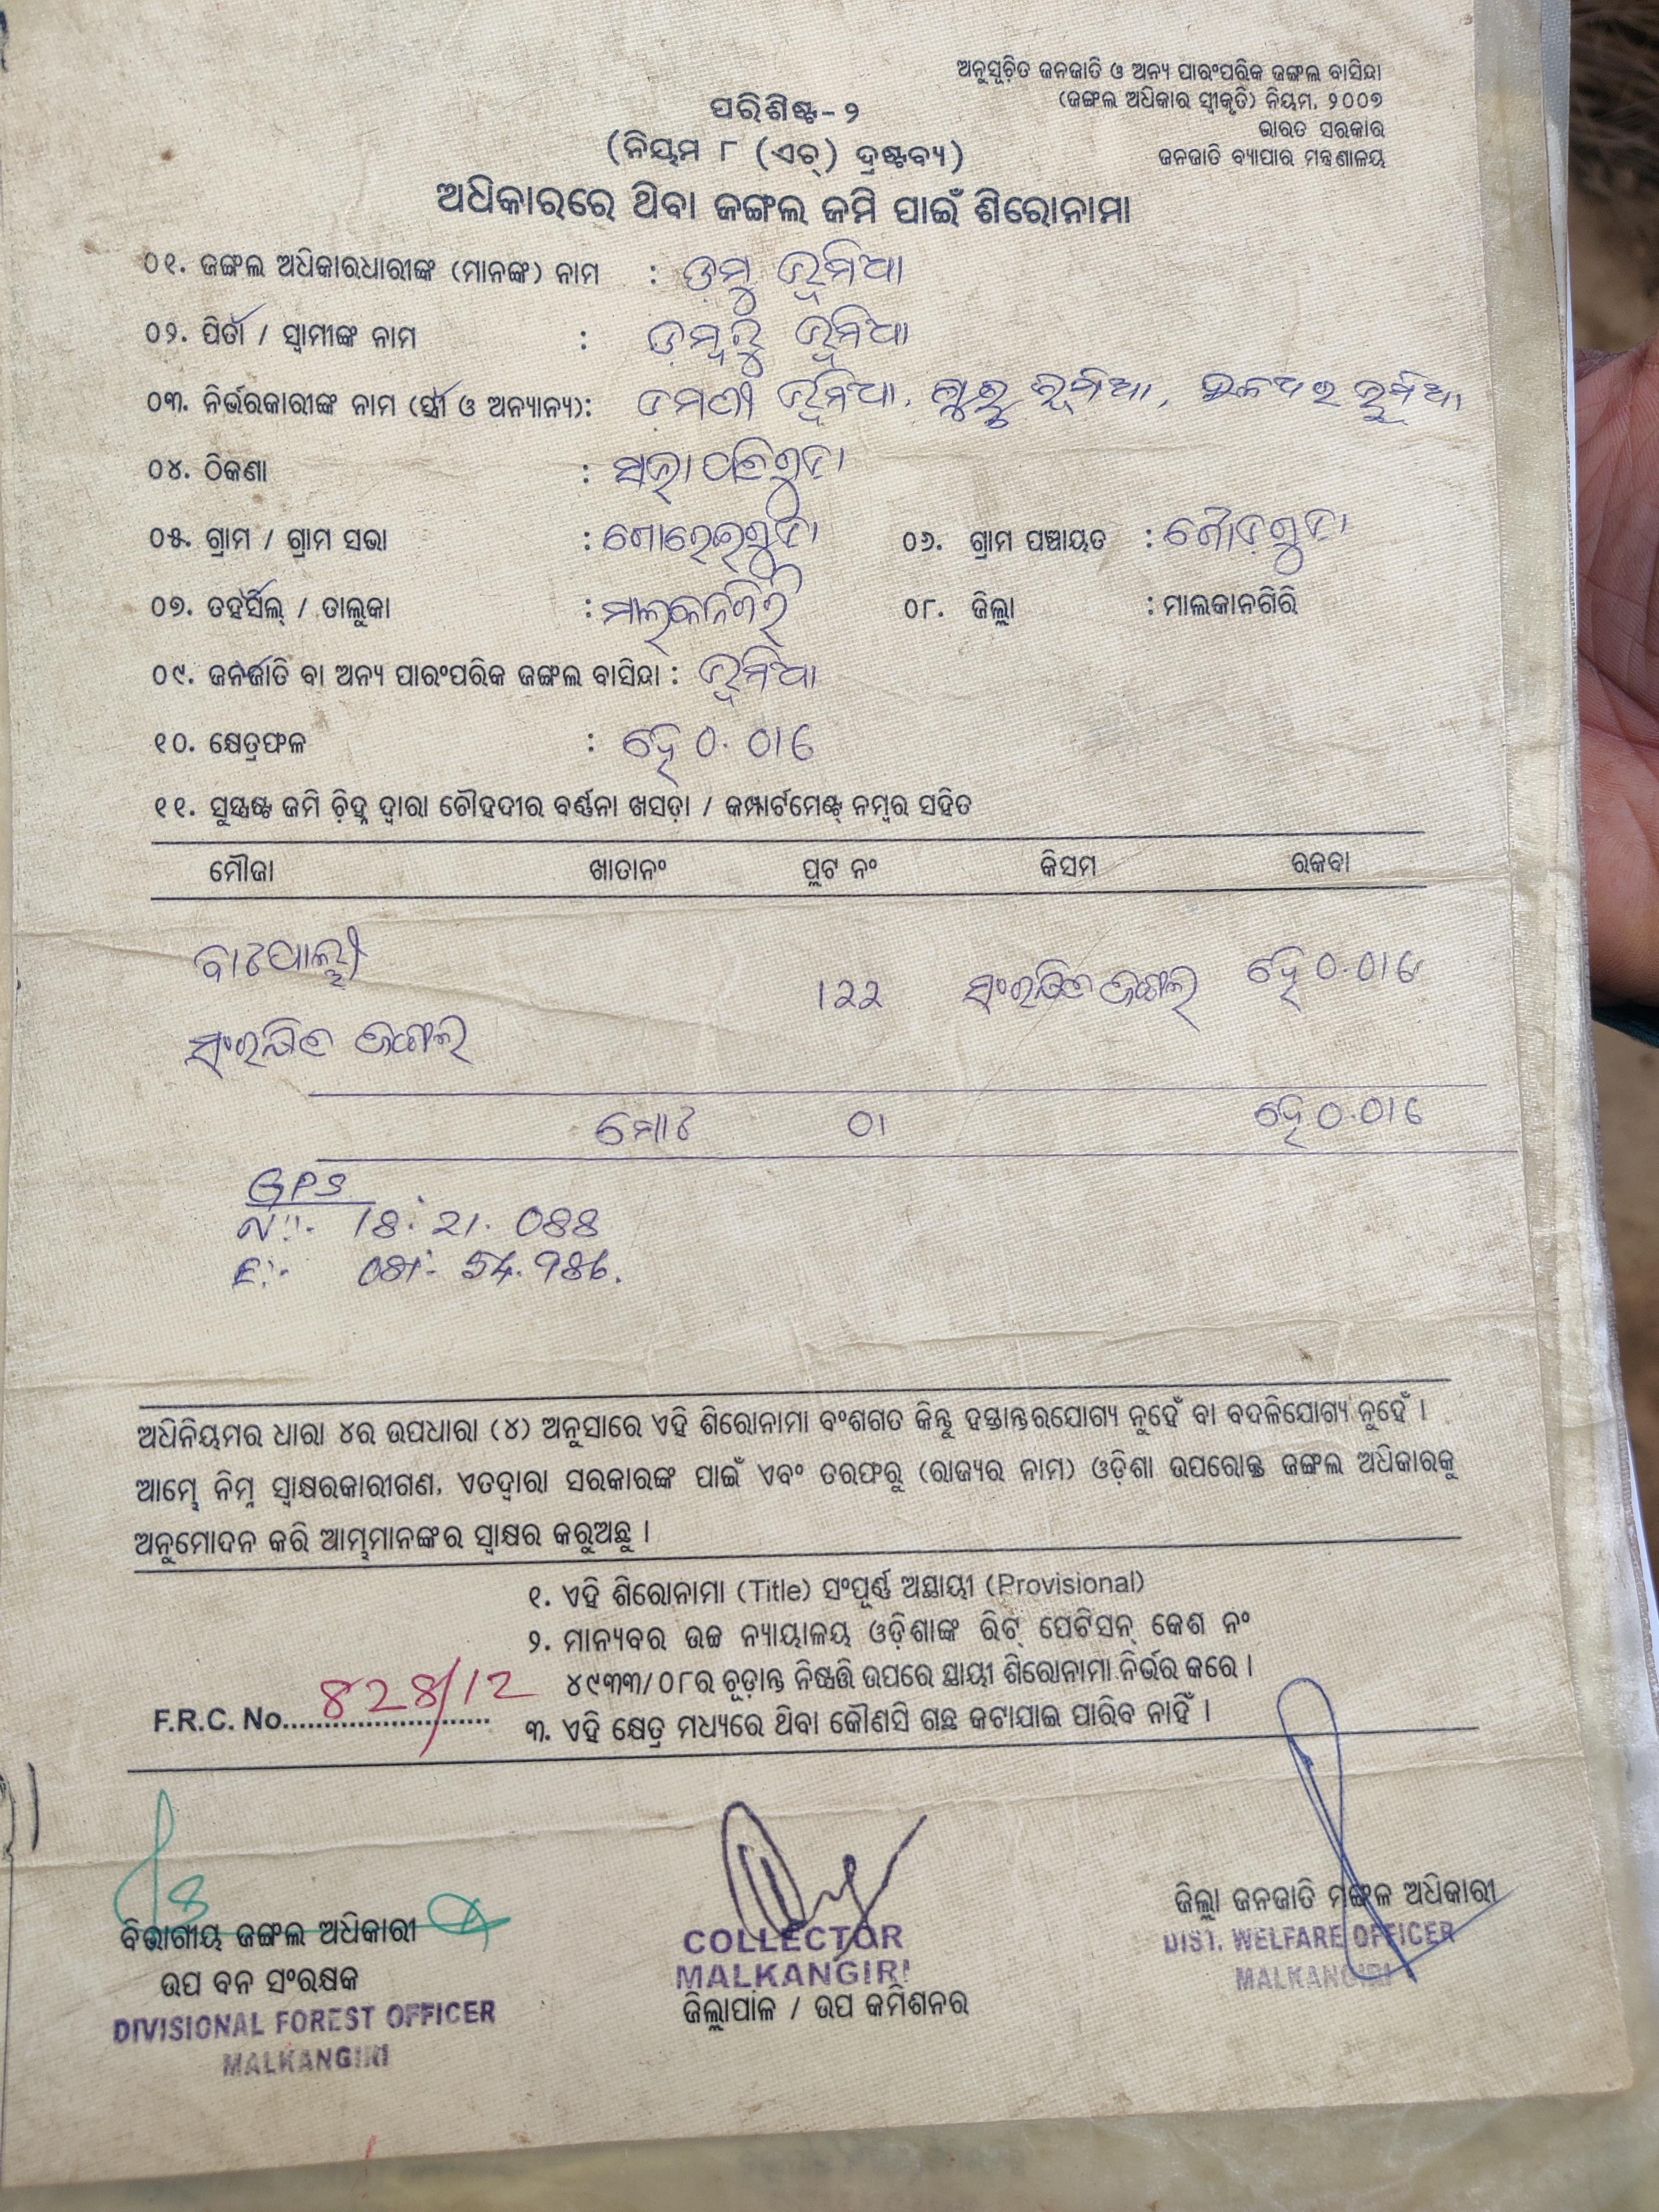 ଅନୁସୂଚିତ ଜନଜାତି ଓ ଅନ୍ୟ ପାରଂପରିକ ଜଙ୍ଗଲ ବାସିନ୍ଦା
(ଜଙ୍ଗଲ ଅଧିକାର ସ୍ୱୀକୃତି) ନିୟମ, ୨୦୦୭
ଭାରତ ସରକାର
ଜନଜାତି ବ୍ୟାପାର ମନ୍ତ୍ରଣାଳୟ
ପରିଶିଷ୍ଟ-୨
(ନିୟମ ୮ (ଏଚ୍) ଦ୍ରଷ୍ଟବ୍ୟ)
ଅଧିକାରରେ ଥିବା ଜଙ୍ଗଲ ଜମି ପାଇଁ ଶିରୋନାମା
୦୧. ଜଙ୍ଗଲ ଅଧିକାରଧାରୀଙ୍କ (ମାନଙ୍କ) ନାମ : ଡ଼ମୁ ଭୂମିଆ
୦୨. ପିତା / ସ୍ୱାମୀଙ୍କ ନାମ : ଡ଼ମ୍ବରୁ ଭୂମିଆ
୦୩. ନିର୍ଭରକାରୀଙ୍କ ନାମ (ସ୍ତ୍ରୀ ଓ ଅନ୍ୟାନ୍ୟ): ଭୂମିଆ, ଗୁରୁ ଭୂମିଆ, ଭୂମିଆ
୦୪. ଠିକଣା :
୦୫. ଗ୍ରାମ / ଗ୍ରାମ ସଭା : ୦୬. ଗ୍ରାମ ପଞ୍ଚାୟତ : ଗୌଡ଼ଗୁଡା
୦୭. ତହସିଲ୍ / ତାଲୁକା : ମାଲକାନଗିରି ୦୮. ଜିଲ୍ଲା : ମାଲକାନଗିରି
୦୯. ଜନଜାତି ବା ଅନ୍ୟ ପାରଂପରିକ ଜଙ୍ଗଲ ବାସିନ୍ଦା : ଭୂମିଆ
୧୦. କ୍ଷେତ୍ରଫଳ : ହେ 0.016
୧୧. ସୁସ୍ପଷ୍ଟ ଜମି ଚ଼ିହ୍ନ ଦ୍ୱାରା ଚୌହଦୀର ବର୍ଣ୍ଣନା ଖସଡ଼ା / କମ୍ପାର୍ଟମେଣ୍ଟ୍ ନମ୍ବର ସହିତ
ମୌଜା ଖାତାନଂ ପ୍ଲଟ ନଂ କିସମ ରକବା
ବାଟପାଲ୍ଲୀ 122 ସଂରକ୍ଷିତ ଜଙ୍ଗଲ ହେ 0.016
ସଂରକ୍ଷିତ ଜଙ୍ଗଲ
ମୋଟ 01 ହେ 0.016
GPS
N:- 18. 21. 088
E:- 081. 54. 986.
ଅଧିନିୟମର ଧାରା ୪ର ଉପଧାରା (୪) ଅନୁସାରେ ଏହି ଶିରୋନାମା ବଂଶଗତ କିନ୍ତୁ ହସ୍ତାନ୍ତରଯୋଗ୍ୟ ନୁହେଁ ବା ବଦଳିଯୋଗ୍ୟ ନୁହେଁ ।
ଆମ୍ଭେ ନିମ୍ନ ସ୍ୱାକ୍ଷରକାରୀଗଣ, ଏତଦ୍ୱାରା ସରକାରଙ୍କ ପାଇଁ ଏବଂ ତରଫରୁ (ରାଜ୍ୟର ନାମ) ଓଡ଼ିଶା ଉପରୋକ୍ତ ଜଙ୍ଗଲ ଅଧିକାରକୁ
ଅନୁମୋଦନ କରି ଆମ୍ଭମାନଙ୍କର ସ୍ୱାକ୍ଷର କରୁଅଛୁ ।
୧. ଏହି ଶିରୋନାମା (Title) ସଂପୂର୍ଣ୍ଣ ଅସ୍ଥାୟୀ (Provisional)
୨. ମାନ୍ୟବର ଉଚ୍ଚ ନ୍ୟାୟାଳୟ ଓଡ଼ିଶାଙ୍କ ରିଟ୍ ପେଟିସନ୍ କେଶ ନଂ
୪୯୩୩/୦୮ର ଚୂଡ଼ାନ୍ତ ନିଷ୍ପତ୍ତି ଉପରେ ସ୍ଥାୟୀ ଶିରୋନାମା ନିର୍ଭର କରେ ।
F.R.C. No. 828/12
୩. ଏହି କ୍ଷେତ୍ର ମଧ୍ୟରେ ଥିବା କୌଣସି ଗଛ କଟାଯାଇ ପାରିବ ନାହିଁ ।
ବିଭାଗୀୟ ଜଙ୍ଗଲ ଅଧିକାରୀ
ଉପ ବନ ସଂରକ୍ଷକ
DIVISIONAL FOREST OFFICER
MALKANGIRI
COLLECTOR
MALKANGIRI
ଜିଲ୍ଲାପାଳ / ଉପ କମିଶନର
ଜିଲ୍ଲା ଜନଜାତି ମଙ୍ଗଳ ଅଧିକାରୀ
DIST. WELFARE OFFICER
MALKANGIRI